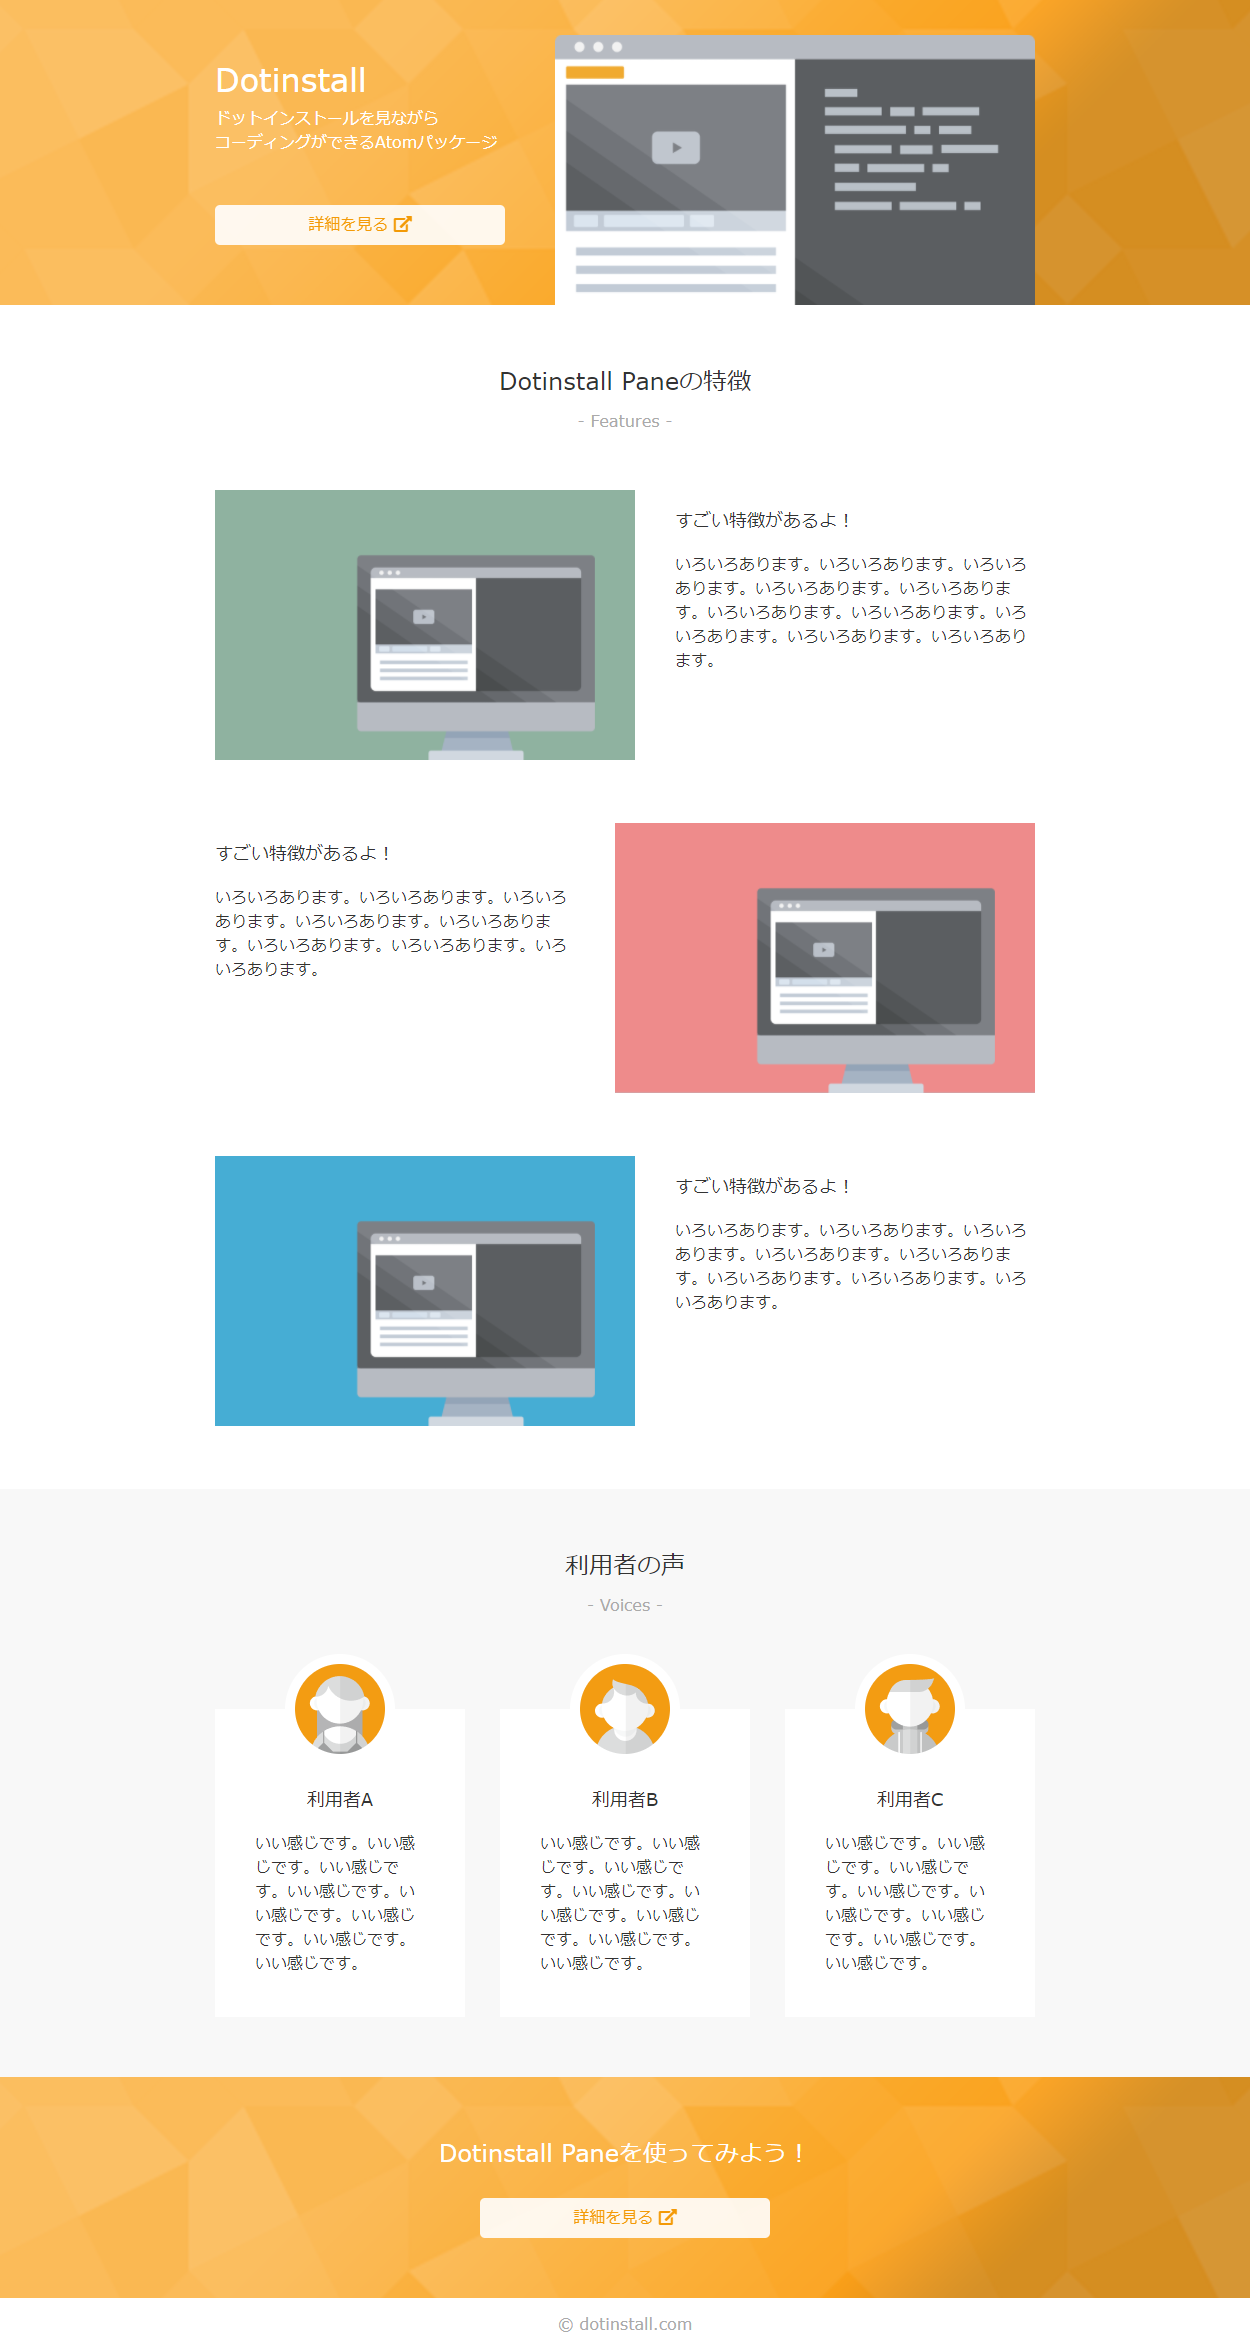 Dotinstall
ドットインストールを見ながら
コーディングができるAtomパッケージ
詳細を見る
Dotinstall Paneの特徴
- Features -
すごい特徴があるよ！
いろいろあります。いろいろあります。いろいろ
あります。いろいろあります。いろいろありま
す。いろいろあります。いろいろあります。いろ
いろあります。いろいろあります。いろいろあり
ます。
すごい特徴があるよ！
いろいろあります。いろいろあります。いろいろ
あります。いろいろあります。いろいろありま
す。いろいろあります。いろいろあります。いろ
いろあります。
すごい特徴があるよ！
いろいろあります。いろいろあります。いろいろ
あります。いろいろあります。いろいろありま
す。いろいろあります。いろいろあります。いろ
いろあります。
利用者の声
- Voices -
利用者A
いい感じです。いい感
じです。いい感じで
す。いい感じです。い
い感じです。いい感じ
です。いい感じです。
いい感じです。
利用者B
いい感じです。いい感
じです。いい感じで
す。いい感じです。い
い感じです。いい感じ
です。いい感じです。
いい感じです。
利用者C
いい感じです。いい感
じです。いい感じで
す。いい感じです。い
い感じです。いい感じ
です。いい感じです。
いい感じです。
Dotinstall Paneを使ってみよう！
詳細を見る
© dotinstall.com